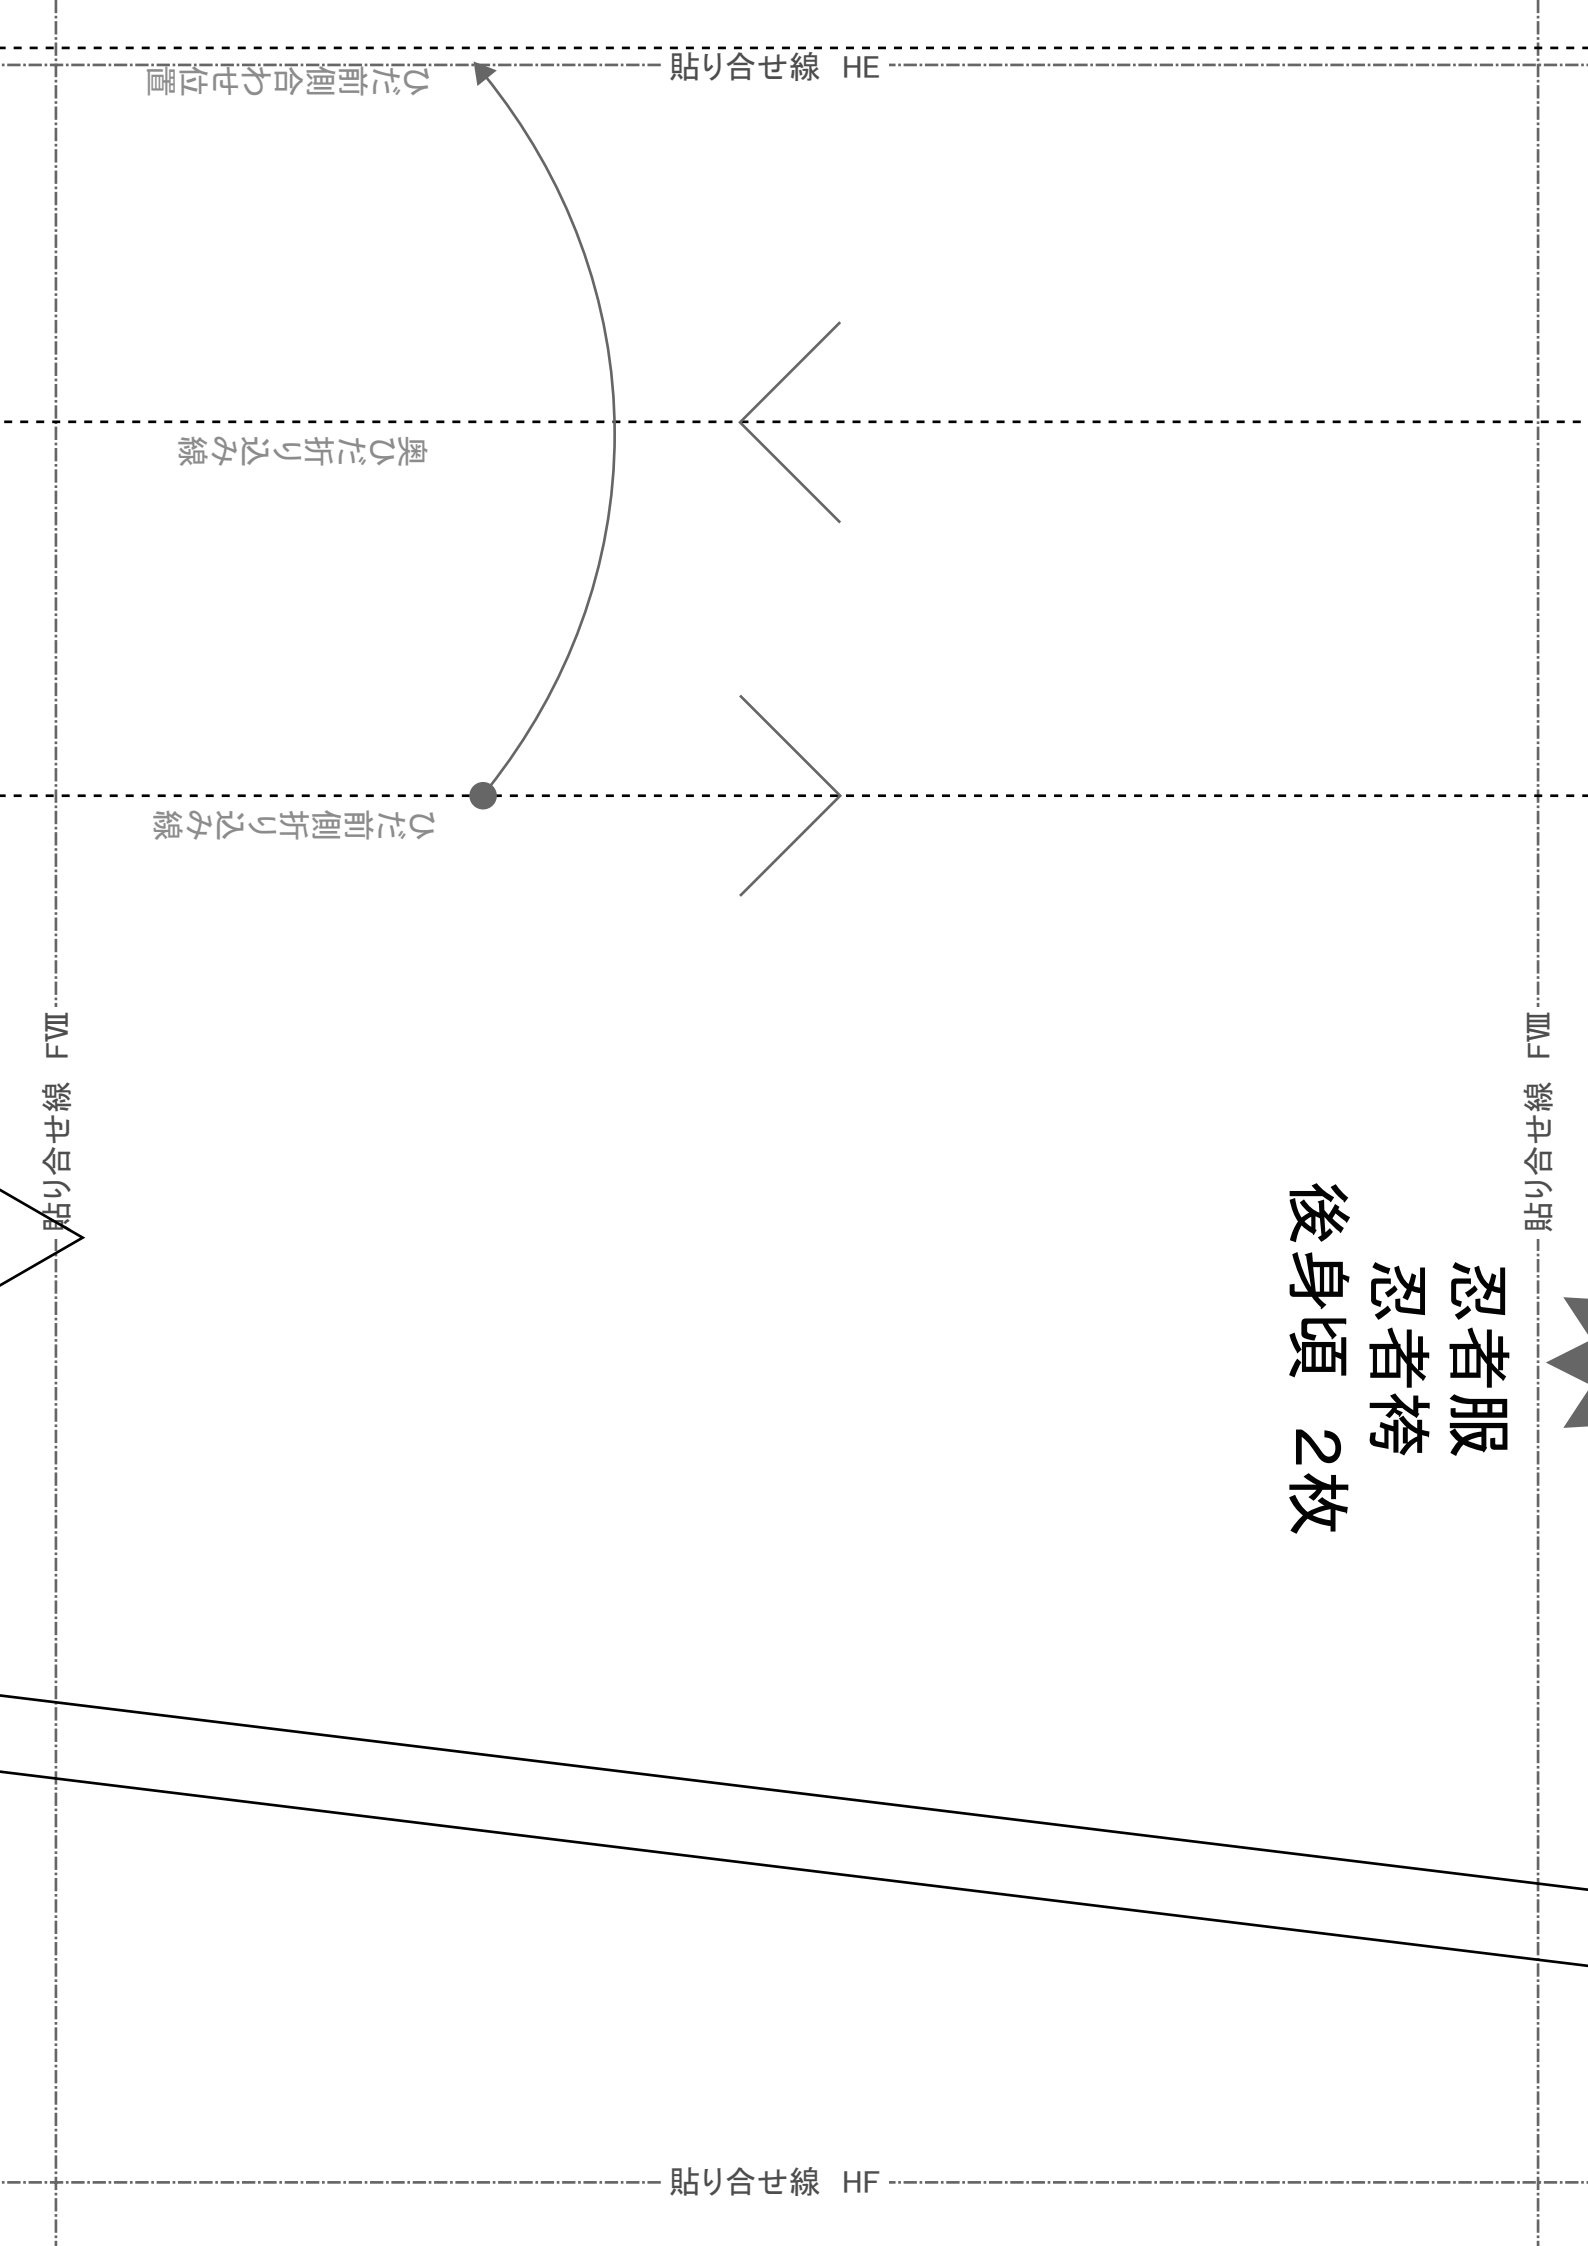 貼り合せ線 HE
ひだ前側合わせ位置
奥ひだ折り込み線
ひだ前側折り込み線
貼り合せ線 FⅦ
貼り合せ線 FⅧ
忍者服
忍者袴
後身頃 2枚
貼り合せ線 HF